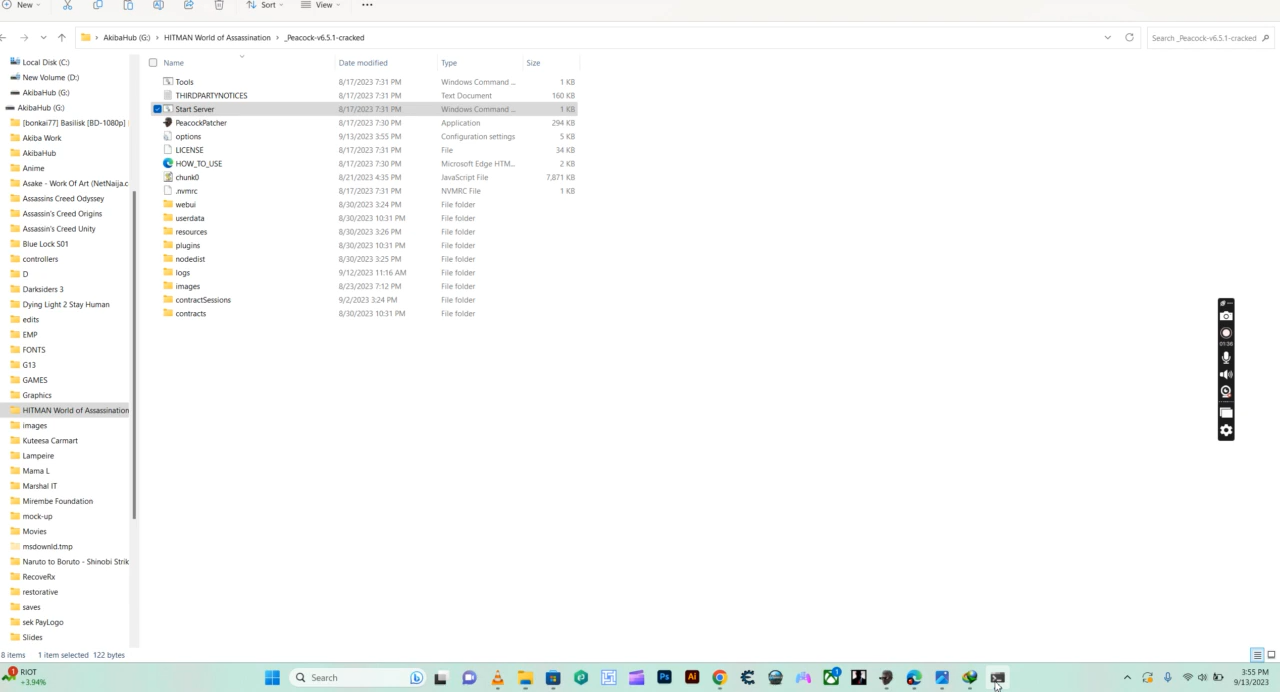 New
Sort
View
AkibaHub (G:) > HITMAN World of Assassination > _Peacock-v6.5.1-cracked
Search _Peacock-v6.5.1-cracked
Local Disk (C:)
New Volume (D:)
AkibaHub (G:)
AkibaHub (G:)
[bonkai77] Basilisk [BD-1080p]
Akiba Work
AkibaHub
Anime
Asake - Work Of Art (NetNaija.c
Assassins Creed Odyssey
Assassin's Creed Origins
Assassin's Creed Unity
Blue Lock S01
controllers
D
Darksiders 3
Dying Light 2 Stay Human
edits
EMP
FONTS
G13
GAMES
Graphics
HITMAN World of Assassination
images
Kuteesa Carmart
Lampeire
Mama L
Marshal IT
Mirembe Foundation
mock-up
Movies
msdownld.tmp
Naruto to Boruto - Shinobi Strik
RecoveRx
restorative
saves
sek PayLogo
Slides
Name Date modified Type Size
Tools 8/17/2023 7:31 PM Windows Command ... 1 KB
THIRDPARTYNOTICES 8/17/2023 7:31 PM Text Document 160 KB
Start Server 8/17/2023 7:31 PM Windows Command ... 1 KB
PeacockPatcher 8/17/2023 7:30 PM Application 294 KB
options 9/13/2023 3:55 PM Configuration settings 5 KB
LICENSE 8/17/2023 7:31 PM File 34 KB
HOW_TO_USE 8/17/2023 7:30 PM Microsoft Edge HTM... 2 KB
chunk0 8/21/2023 4:35 PM JavaScript File 7,871 KB
.nvmrc 8/17/2023 7:31 PM NVMRC File 1 KB
webui 8/30/2023 3:24 PM File folder
userdata 8/30/2023 10:31 PM File folder
resources 8/30/2023 3:26 PM File folder
plugins 8/30/2023 10:31 PM File folder
nodedist 8/30/2023 3:25 PM File folder
logs 9/12/2023 11:16 AM File folder
images 8/23/2023 7:12 PM File folder
contractSessions 9/2/2023 3:24 PM File folder
contracts 8/30/2023 10:31 PM File folder
01:36
8 items 1 item selected 122 bytes
RIOT
+3.94%
Search
Ps
Ai
3:55 PM
9/13/2023